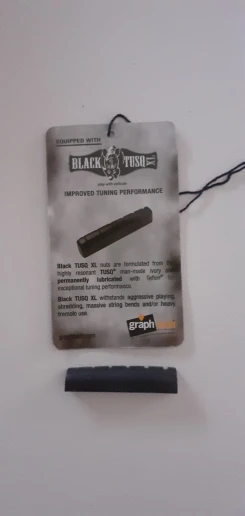 EQUIPPED WITH
BLACK TUSQ XL
IMPROVED TUNING PERFORMANCE
Black TUSQ XL nuts are formulated from
highly resistant TUSQ® man-made ivory
permanently lubricated with Teflon®
exceptional tuning performance.
Black TUSQ XL withstands aggressive playing,
shredding, massive string bends and/or heavy
tremolo use.
graph